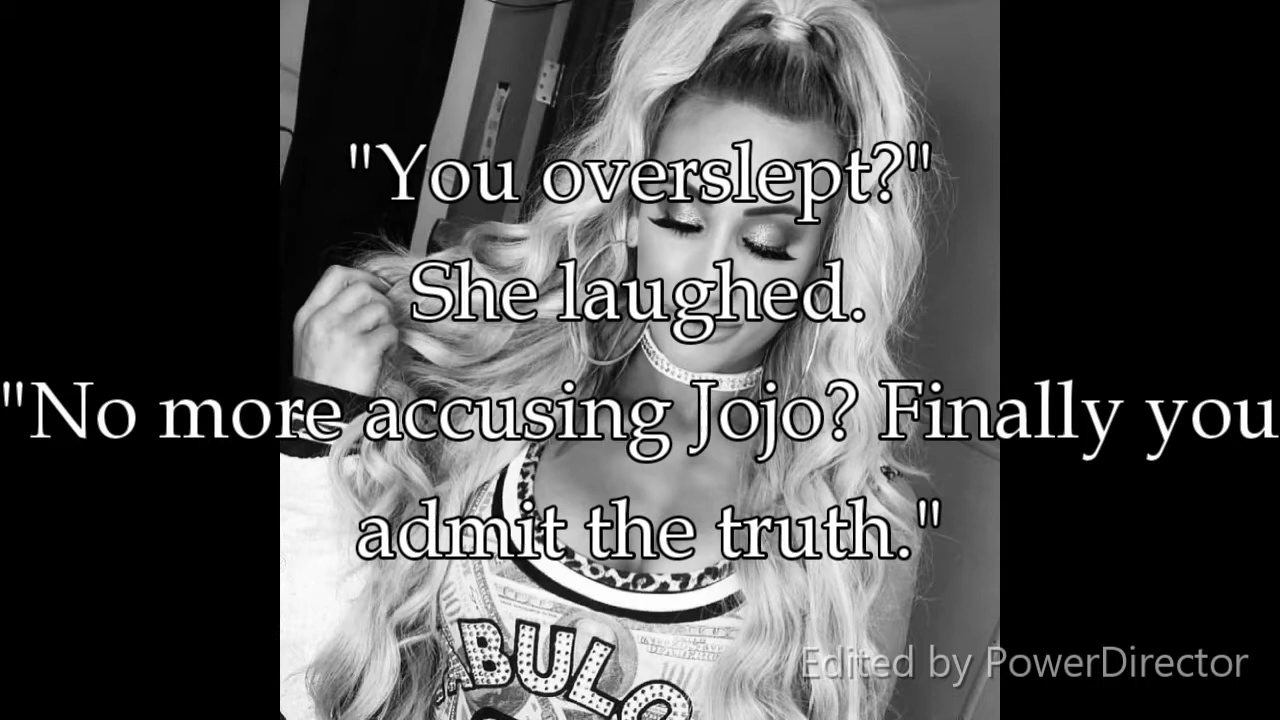 "You overslept?"
She laughed.
"No more accusing Jojo? Finally you
admit the truth."
Edited by PowerDirector